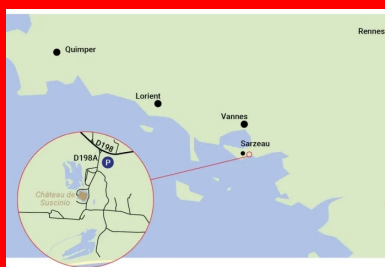 Rennes
Quimper
Lorient
Vannes
Sarzeau
D198
D198A
P
Château de
Suscinio